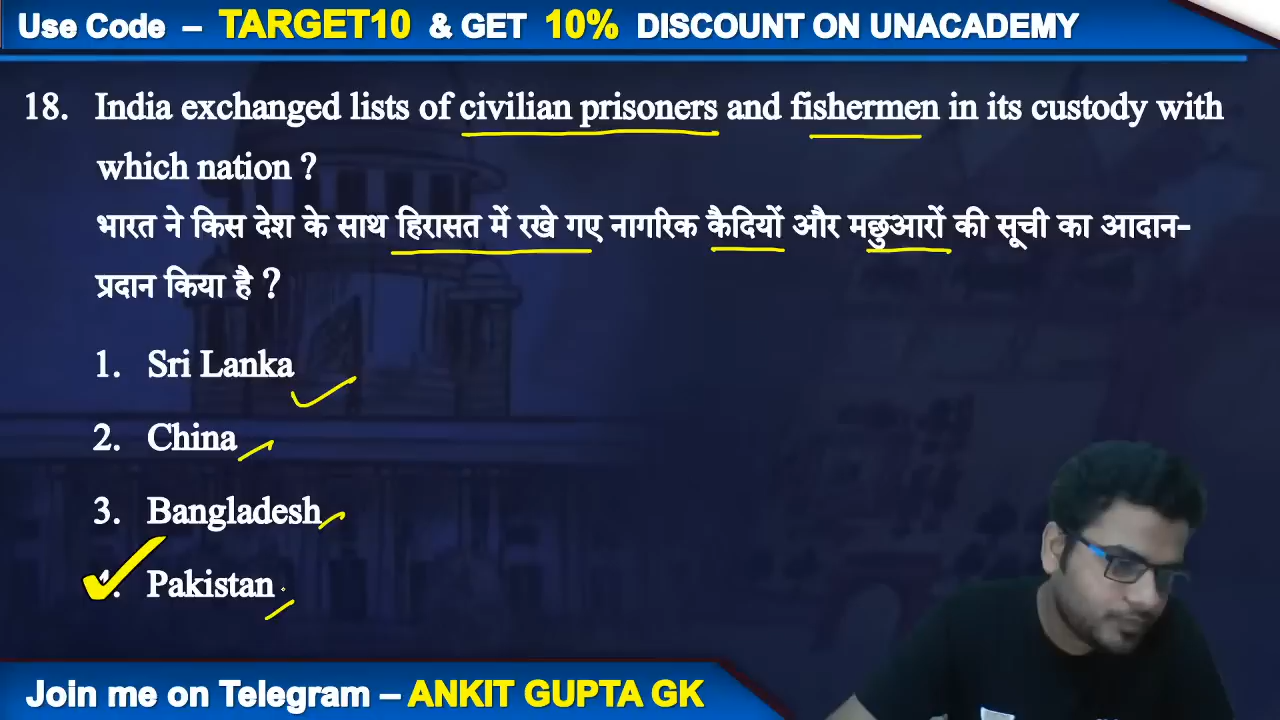 Use Code – TARGET10 & GET 10% DISCOUNT ON UNACADEMY
18. India exchanged lists of civilian prisoners and fishermen in its custody with
which nation ?
भारत ने किस देश के साथ हिरासत में रखे गए नागरिक कैदियों और मछुआरों की सूची का आदान-
प्रदान किया है ?
1. Sri Lanka
2. China
3. Bangladesh
4. Pakistan
Join me on Telegram – ANKIT GUPTA GK